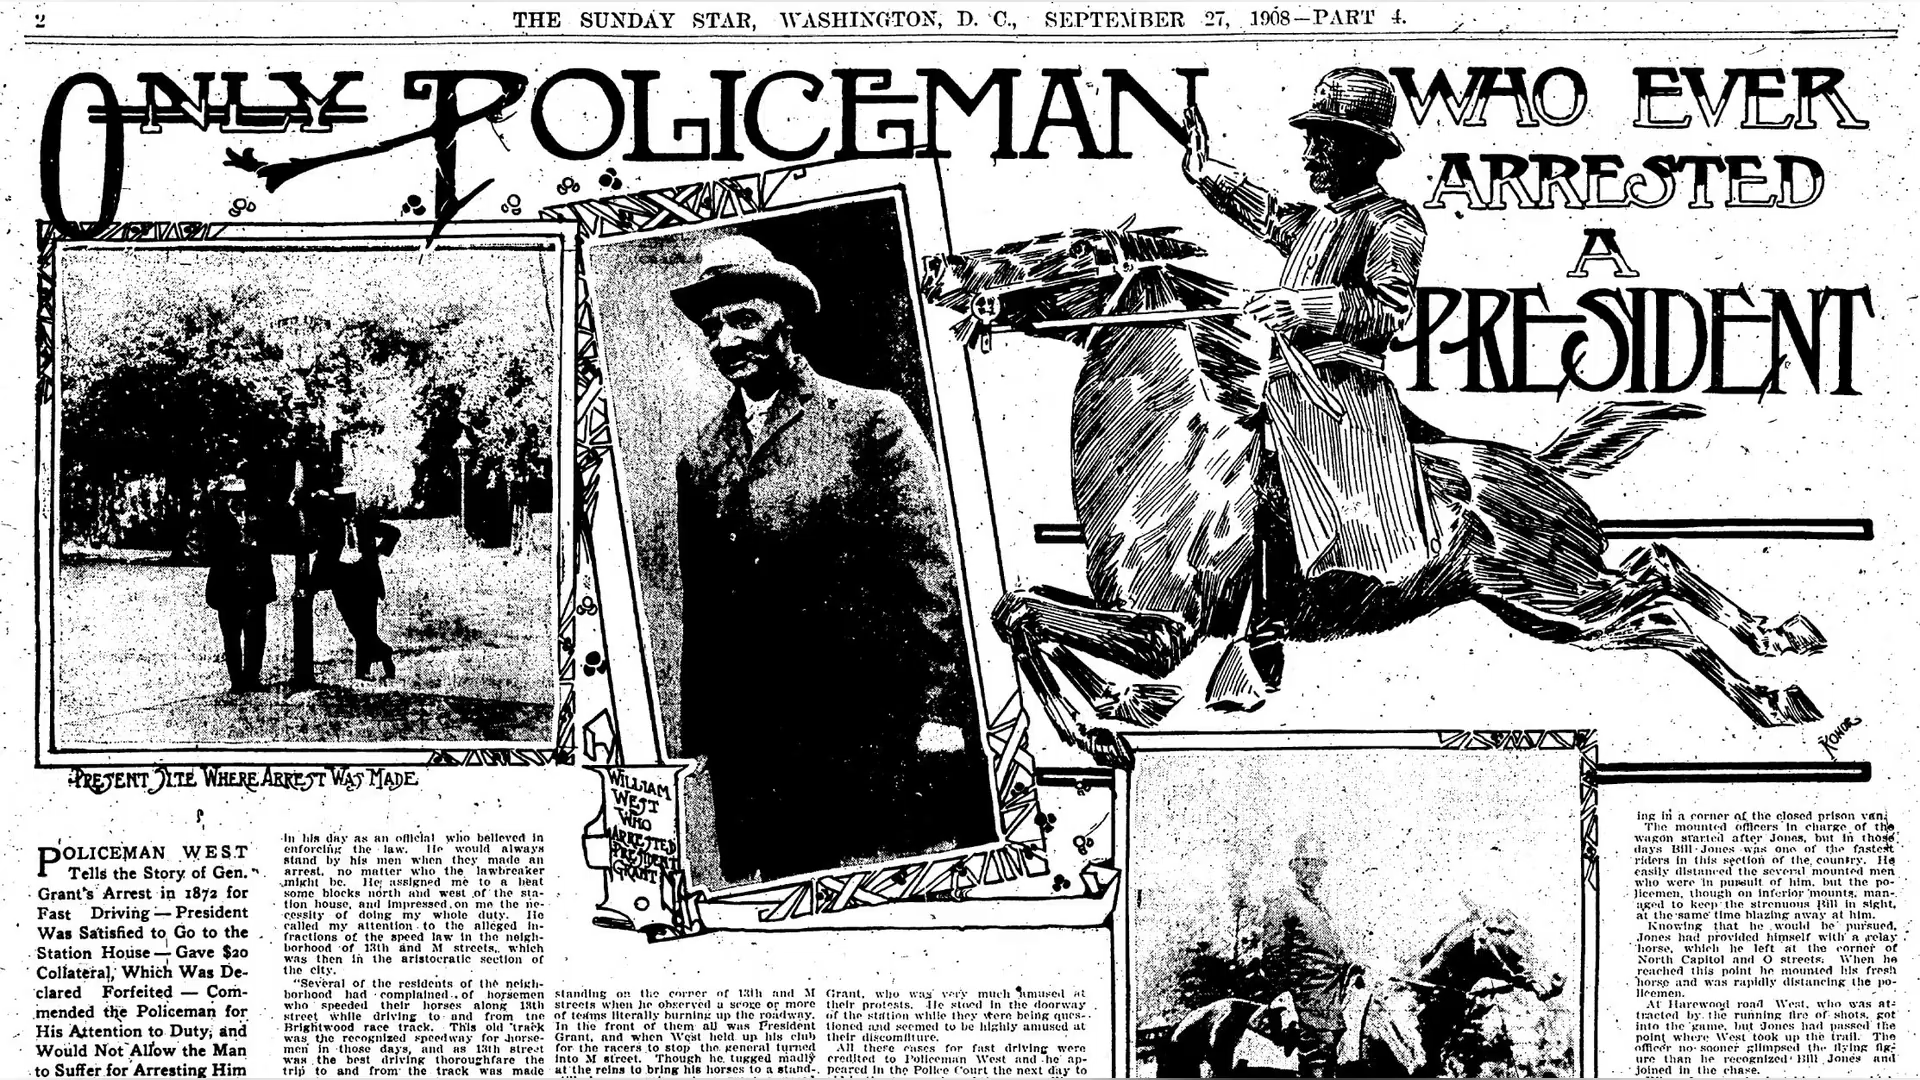 2
THE SUNDAY STAR, WASHINGTON, D. C., SEPTEMBER 27, 1908—PART 4.
ONLY POLICEMAN WHO EVER
ARRESTED
A
PRESIDENT
PRESENT SITE WHERE ARREST WAS MADE
WILLIAM
WEST
WHO
ARRESTED
PRESIDENT
GRANT
KOHOR
POLICEMAN WEST
Tells the Story of Gen.
Grant's Arrest in 1872 for
Fast Driving — President
Was Satisfied to Go to the
Station House — Gave $20
Collateral, Which Was De-
clared Forfeited — Com-
mended the Policeman for
His Attention to Duty, and
Would Not Allow the Man
to Suffer for Arresting Him
in his day as an official who believed in
enforcing the law. He would always
stand by his men when they made an
arrest, no matter who the lawbreaker
might be. He assigned me to a beat
some blocks north and west of the sta-
tion house, and impressed on me the ne-
cessity of doing my whole duty. He
called my attention to the alleged in-
fractions of the speed law in the neigh-
borhood of 13th and M streets, which
was then in the aristocratic section of
the city.
"Several of the residents of the neigh-
borhood had complained of horsemen
who speeded their horses along 13th
street while driving to and from the
Brightwood race track. This old track
was the recognized speedway for horse-
men in those days, and as 13th street
was the best driving thoroughfare the
trip to and from the track was made
standing on the corner of 13th and M
streets when he observed a score or more
of teams literally burning up the roadway.
In the front of them all was President
Grant, and when West held up his club
for the racers to stop the general turned
into M street. Though he tugged madly
at the reins to bring his horses to a stand-
Grant, who was very much amused at
their protests. He stood in the doorway
of the station while they were being ques-
tioned and seemed to be highly amused at
their discomfiture.
All these cases for fast driving were
credited to Policeman West and he ap-
peared in the Police Court the next day to
ing in a corner of the closed prison van.
The mounted officers in charge of the
wagon started after Jones, but in those
days Bill Jones was one of the fastest
riders in this section of the country. He
easily distanced the several mounted men
who were in pursuit of him, but the po-
licemen, though on inferior mounts, man-
aged to keep the strenuous Bill in sight,
at the same time blazing away at him.
Knowing that he would be pursued,
Jones had provided himself with a relay
horse, which he left at the corner of
North Capitol and O streets. When he
reached this point he mounted his fresh
horse and was rapidly distancing the po-
licemen.
At Harewood road West, who was at-
tracted by the running fire of shots, got
into the game, but Jones had passed the
point where West took up the trail. The
officer no sooner glimpsed the flying fig-
ure than he recognized Bill Jones and
joined in the chase.